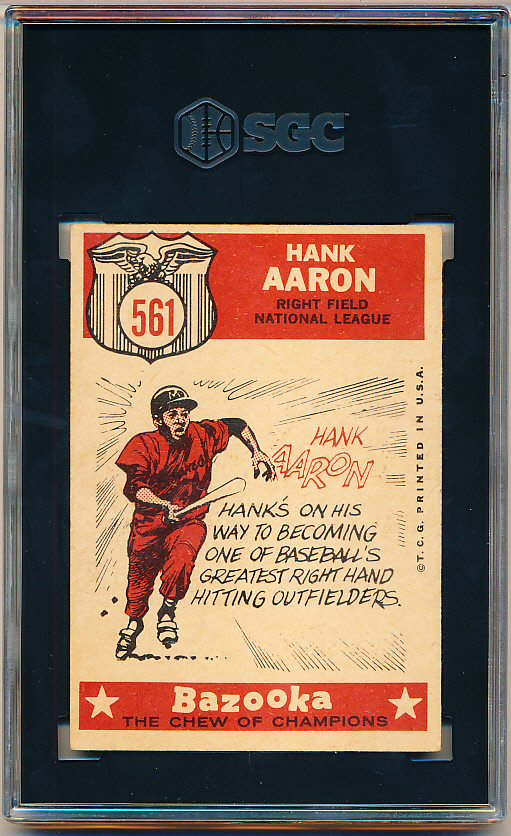 SGC
561
HANK
AARON
RIGHT FIELD
NATIONAL LEAGUE
M
HANK
AARON
HANK'S ON HIS
WAY TO BECOMING
ONE OF BASEBALL'S
GREATEST RIGHT HAND
HITTING OUTFIELDERS.
© T.C.G. PRINTED IN U.S.A.
Bazooka
THE CHEW OF CHAMPIONS